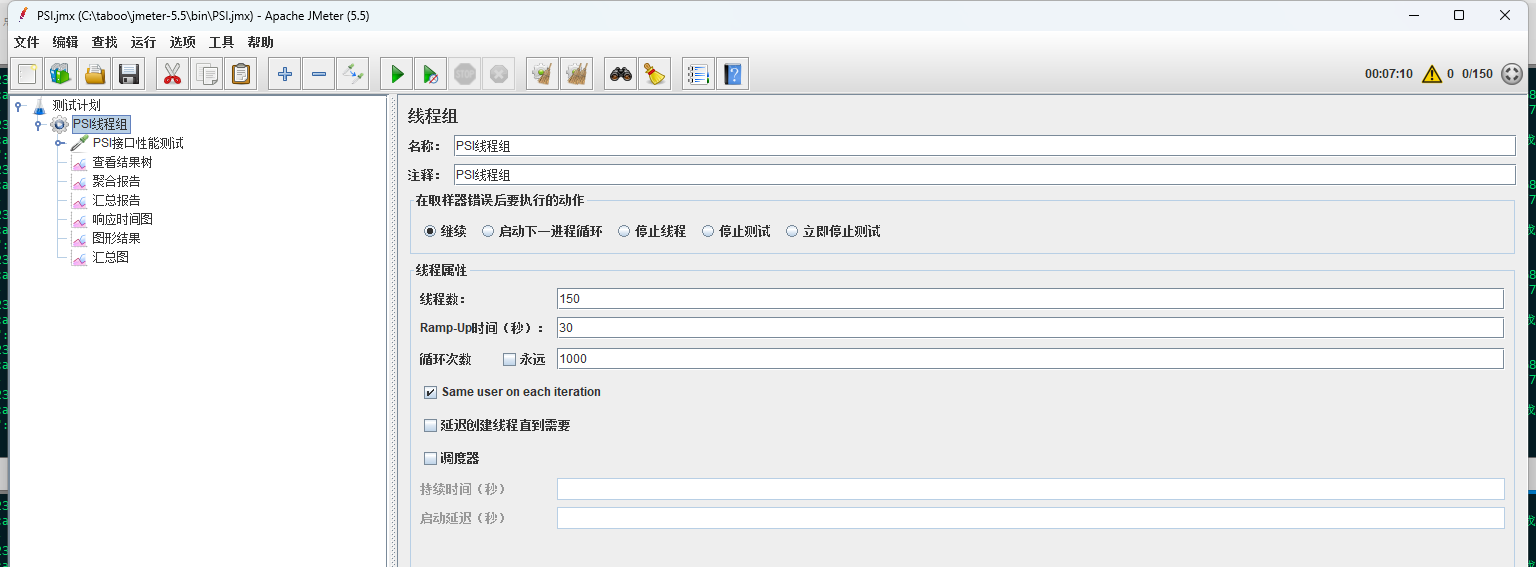 PSI.jmx (C:\taboo\jmeter-5.5\bin\PSI.jmx) - Apache JMeter (5.5)
文件 编辑 查找 运行 选项 工具 帮助
00:07:10 0 0/150
测试计划
PSI线程组
PSI接口性能测试
查看结果树
聚合报告
汇总报告
响应时间图
图形结果
汇总图
线程组
名称： PSI线程组
注释： PSI线程组
在取样器错误后要执行的动作
继续 启动下一进程循环 停止线程 停止测试 立即停止测试
线程属性
线程数： 150
Ramp-Up时间（秒）： 30
循环次数 永远 1000
Same user on each iteration
延迟创建线程直到需要
调度器
持续时间（秒）
启动延迟（秒）